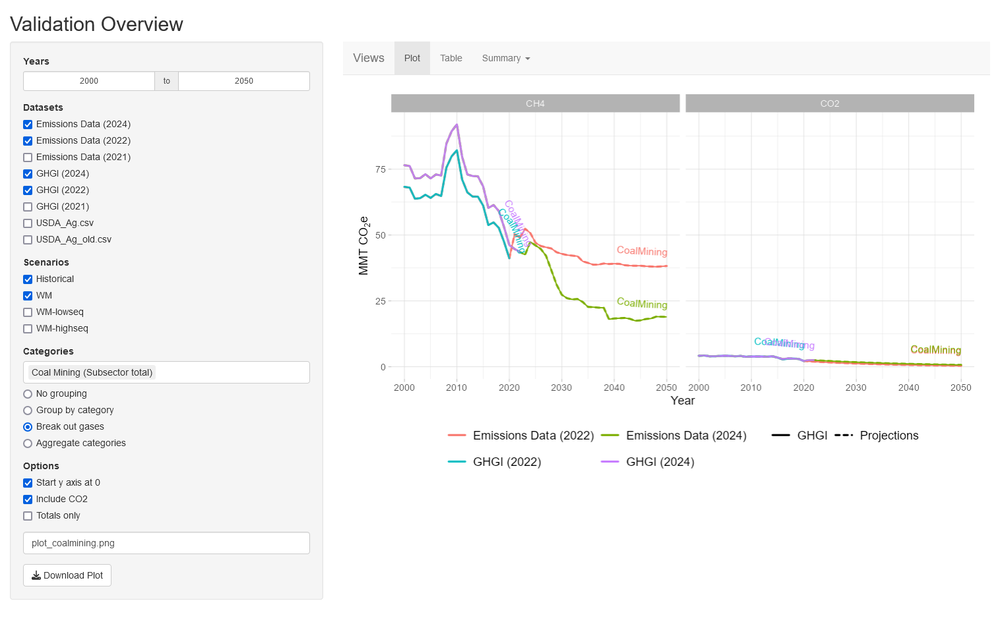 Validation Overview
Years
2000 to 2050
Datasets
Emissions Data (2024)
Emissions Data (2022)
Emissions Data (2021)
GHGI (2024)
GHGI (2022)
GHGI (2021)
USDA_Ag.csv
USDA_Ag_old.csv
Scenarios
Historical
WM
WM-lowseq
WM-highseq
Categories
Coal Mining (Subsector total)
No grouping
Group by category
Break out gases
Aggregate categories
Options
Start y axis at 0
Include CO2
Totals only
plot_coalmining.png
Download Plot
Views Plot Table Summary
CH4 CO2
MMT CO₂e
75
50
25
0
CoalMining
CoalMining
CoalMining
CoalMining
CoalMining
CoalMining
CoalMining
CoalMining
2000 2010 2020 2030 2040 2050 2000 2010 2020 2030 2040 2050
Year
Emissions Data (2022) Emissions Data (2024) GHGI Projections
GHGI (2022) GHGI (2024)